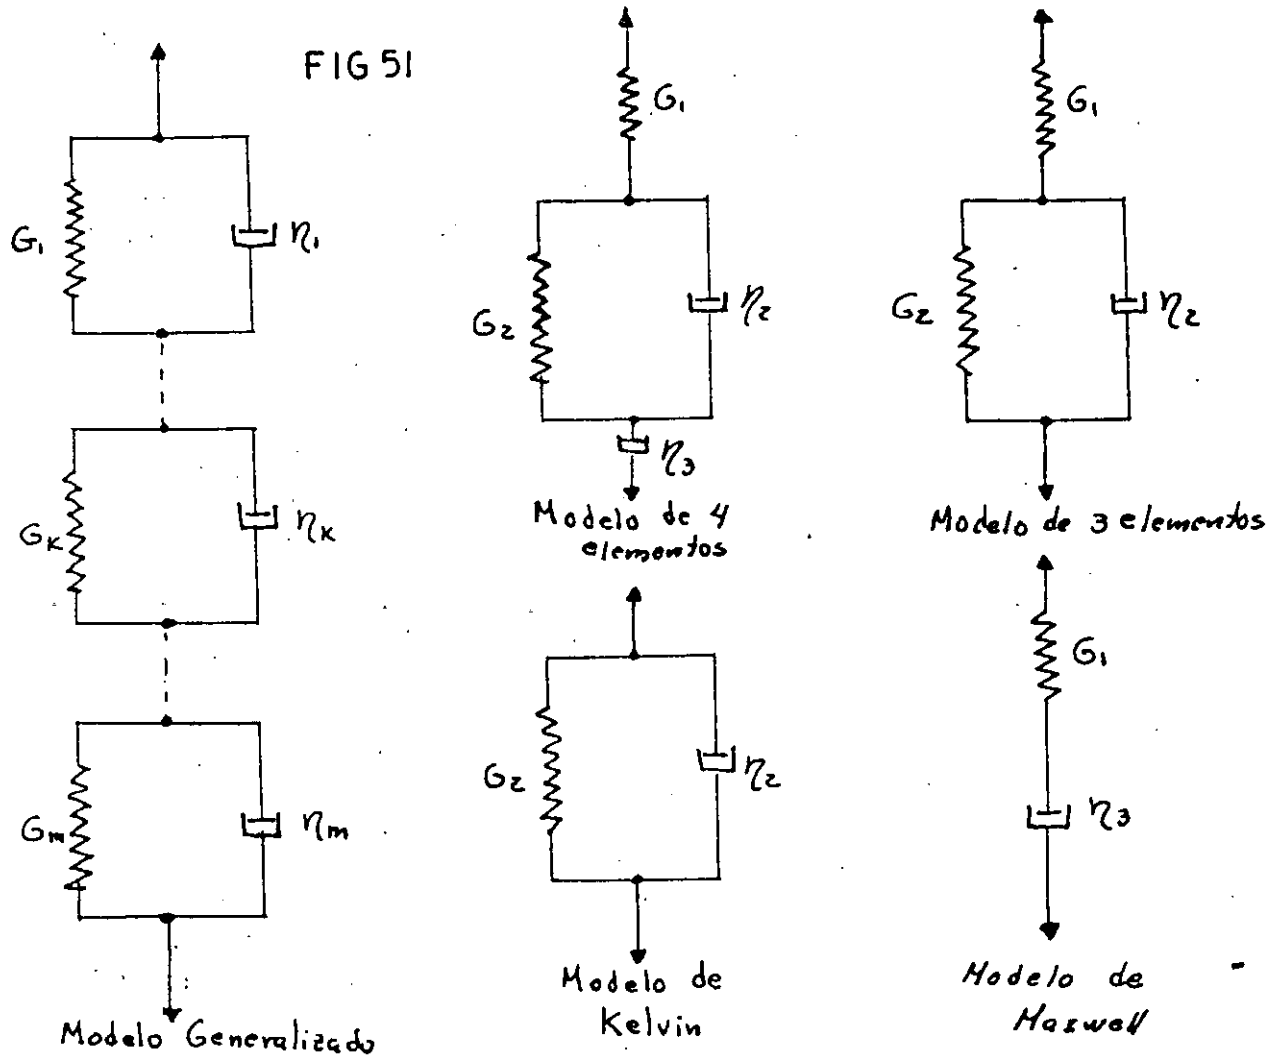 FIG 51
G₁
η₁
Gₖ
ηₖ
Gₘ
ηₘ
Modelo Generalizado
G₁
G₂
η₂
η₃
Modelo de 4
elementos
G₁
G₂
η₂
Modelo de 3 elementos
G₂
η₂
Modelo de
Kelvin
G₁
η₃
Modelo de
Maxwell